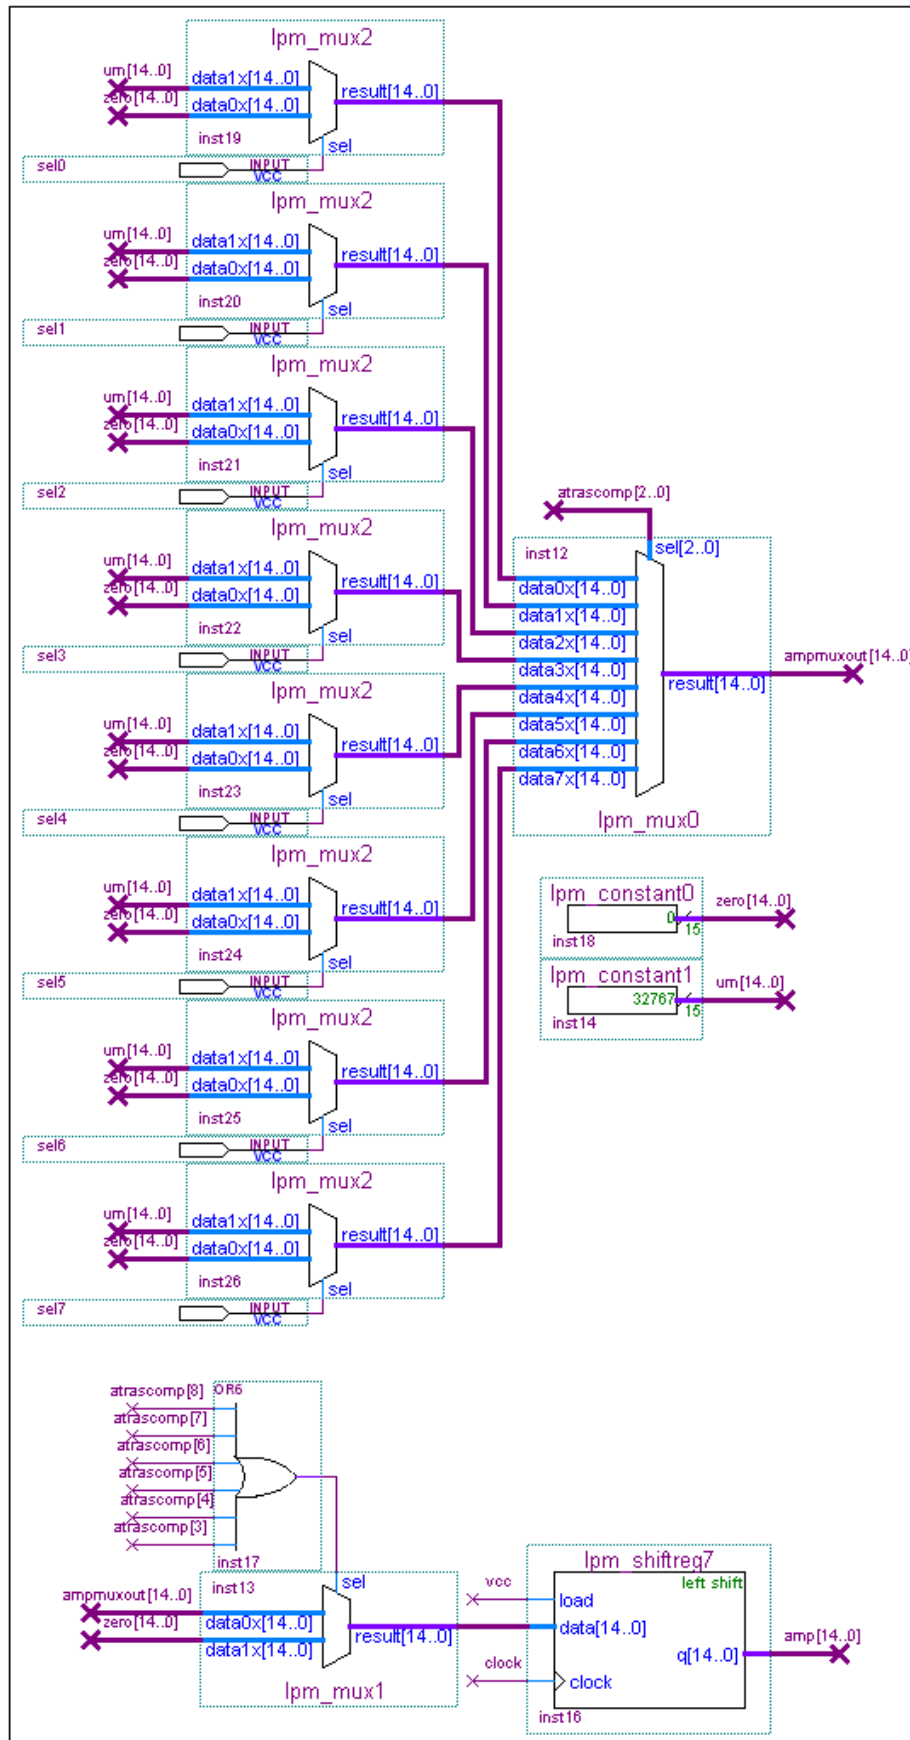 lpm_mux2
um[14..0]
data1x[14..0]
result[14..0]
zero[14..0]
data0x[14..0]
inst19
sel
sel0
INPUT
VCC
lpm_mux2
um[14..0]
data1x[14..0]
result[14..0]
zero[14..0]
data0x[14..0]
inst20
sel
sel1
INPUT
VCC
lpm_mux2
um[14..0]
data1x[14..0]
result[14..0]
zero[14..0]
data0x[14..0]
inst21
sel
sel2
INPUT
VCC
atrascomp[2..0]
lpm_mux2
um[14..0]
data1x[14..0]
result[14..0]
zero[14..0]
data0x[14..0]
inst22
sel
sel3
INPUT
VCC
inst12
sel[2..0]
data0x[14..0]
data1x[14..0]
data2x[14..0]
data3x[14..0]
data4x[14..0]
data5x[14..0]
data6x[14..0]
data7x[14..0]
result[14..0]
ampmuxout[14..0]
lpm_mux0
lpm_mux2
um[14..0]
data1x[14..0]
result[14..0]
zero[14..0]
data0x[14..0]
inst23
sel
sel4
INPUT
VCC
lpm_mux2
um[14..0]
data1x[14..0]
result[14..0]
zero[14..0]
data0x[14..0]
inst24
sel
sel5
INPUT
VCC
lpm_constant0
0
15
zero[14..0]
inst18
lpm_constant1
32767
15
um[14..0]
inst14
lpm_mux2
um[14..0]
data1x[14..0]
result[14..0]
zero[14..0]
data0x[14..0]
inst25
sel
sel6
INPUT
VCC
lpm_mux2
um[14..0]
data1x[14..0]
result[14..0]
zero[14..0]
data0x[14..0]
inst26
sel
sel7
INPUT
VCC
atrascomp[8]
OR6
atrascomp[7]
atrascomp[6]
atrascomp[5]
atrascomp[4]
atrascomp[3]
inst17
inst13
sel
ampmuxout[14..0]
data0x[14..0]
zero[14..0]
data1x[14..0]
result[14..0]
lpm_mux1
lpm_shiftreg7
left shift
vcc
load
data[14..0]
q[14..0]
amp[14..0]
clock
clock
inst16